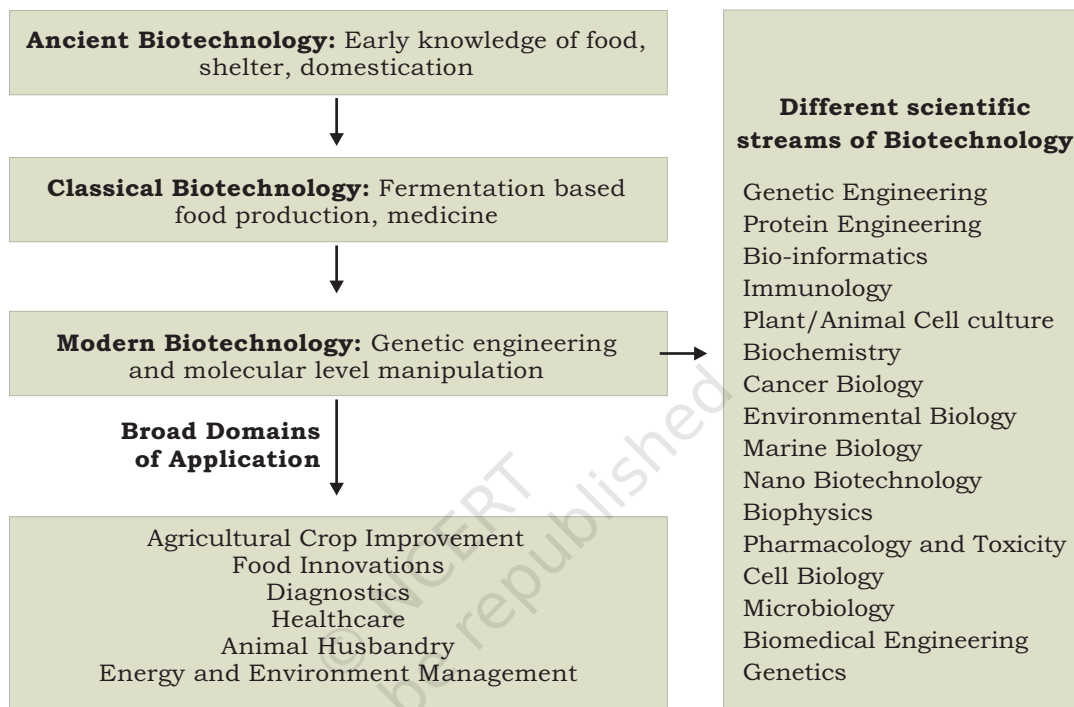 Ancient Biotechnology: Early knowledge of food,
shelter, domestication
Classical Biotechnology: Fermentation based
food production, medicine
Modern Biotechnology: Genetic engineering
and molecular level manipulation
Broad Domains
of Application
Agricultural Crop Improvement
Food Innovations
Diagnostics
Healthcare
Animal Husbandry
Energy and Environment Management
Different scientific
streams of Biotechnology
Genetic Engineering
Protein Engineering
Bio-informatics
Immunology
Plant/Animal Cell culture
Biochemistry
Cancer Biology
Environmental Biology
Marine Biology
Nano Biotechnology
Biophysics
Pharmacology and Toxicity
Cell Biology
Microbiology
Biomedical Engineering
Genetics
© NCERT
be republished